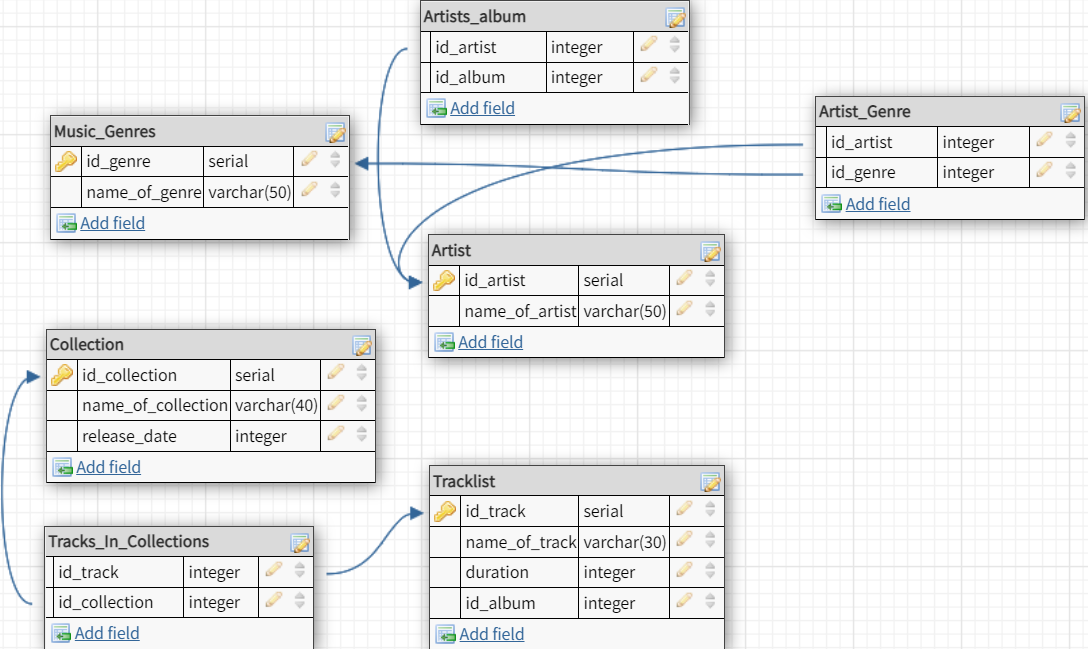 Artists_album
id_artist integer
id_album integer
Add field
Music_Genres
id_genre serial
name_of_genre varchar(50)
Add field
Artist_Genre
id_artist integer
id_genre integer
Add field
Artist
id_artist serial
name_of_artist varchar(50)
Add field
Collection
id_collection serial
name_of_collection varchar(40)
release_date integer
Add field
Tracklist
id_track serial
name_of_track varchar(30)
duration integer
id_album integer
Add field
Tracks_In_Collections
id_track integer
id_collection integer
Add field